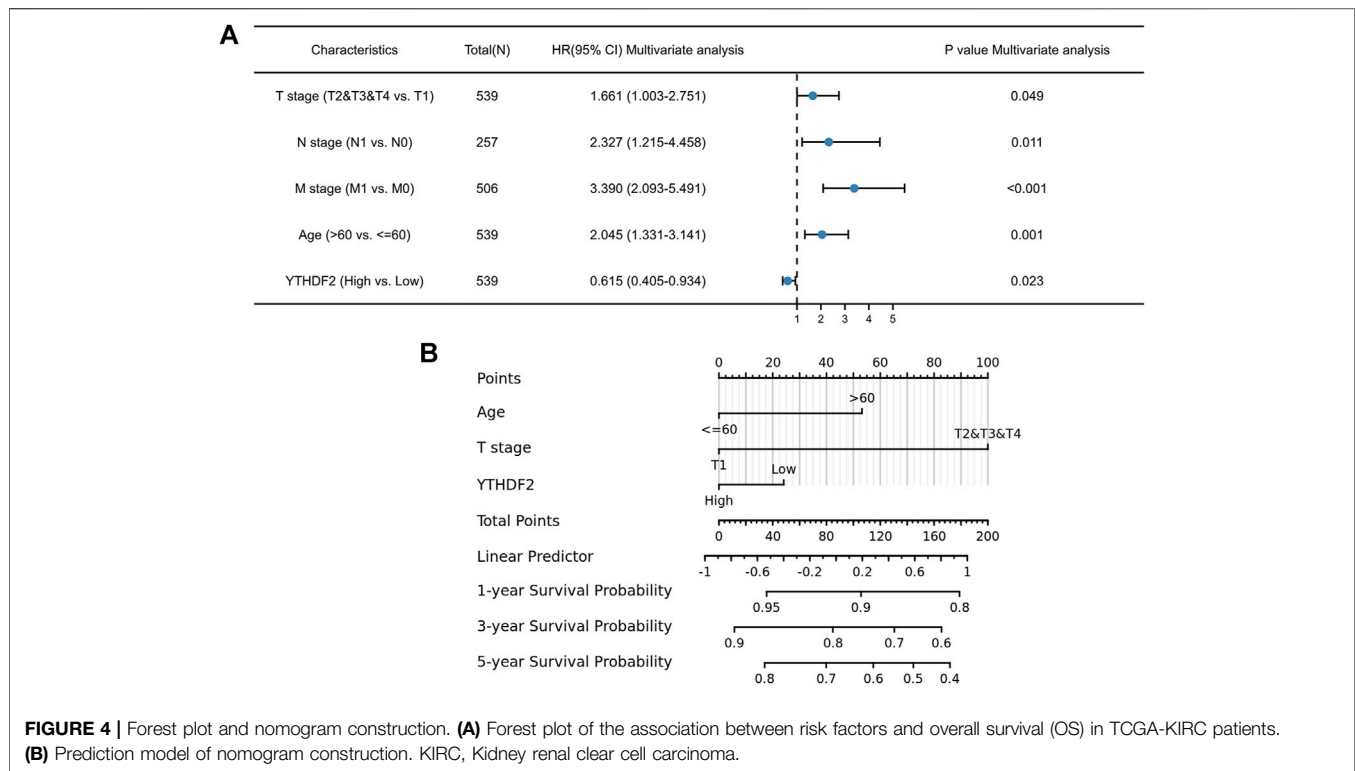 A
Characteristics Total(N) HR(95% CI) Multivariate analysis P value Multivariate analysis
T stage (T2&T3&T4 vs. T1) 539 1.661 (1.003-2.751) 0.049
N stage (N1 vs. N0) 257 2.327 (1.215-4.458) 0.011
M stage (M1 vs. M0) 506 3.390 (2.093-5.491) <0.001
Age (>60 vs. <=60) 539 2.045 (1.331-3.141) 0.001
YTHDF2 (High vs. Low) 539 0.615 (0.405-0.934) 0.023
1 2 3 4 5
B
0 20 40 60 80 100
Points
>60
Age
<=60
T2&T3&T4
T stage
T1
Low
YTHDF2
High
Total Points
0 40 80 120 160 200
Linear Predictor
-1 -0.6 -0.2 0.2 0.6 1
1-year Survival Probability
0.95 0.9 0.8
3-year Survival Probability
0.9 0.8 0.7 0.6
5-year Survival Probability
0.8 0.7 0.6 0.5 0.4
FIGURE 4 | Forest plot and nomogram construction. (A) Forest plot of the association between risk factors and overall survival (OS) in TCGA-KIRC patients.
(B) Prediction model of nomogram construction. KIRC, Kidney renal clear cell carcinoma.